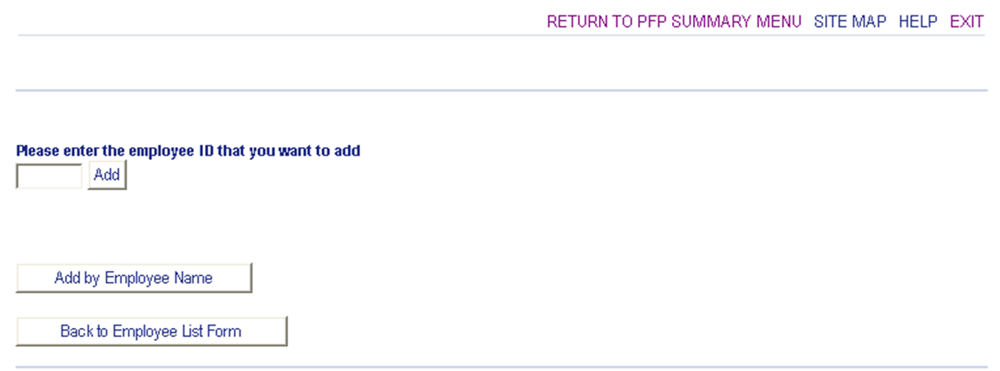 RETURN TO PFP SUMMARY MENU SITE MAP HELP EXIT
Please enter the employee ID that you want to add
Add
Add by Employee Name
Back to Employee List Form